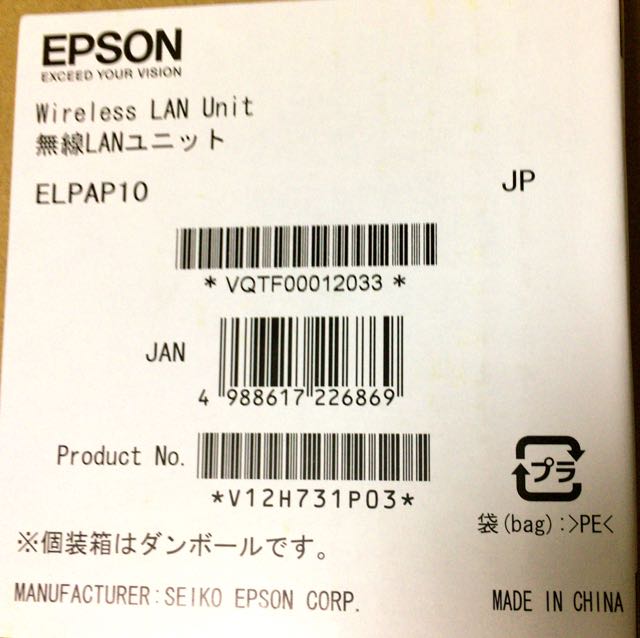 EPSON
EXCEED YOUR VISION
Wireless LAN Unit
無線LANユニット
ELPAP10
JP
* VQTF00012033 *
JAN
4 988617 226869
Product No.
*V12H731P03*
プラ
袋(bag):>PE<
※個装箱はダンボールです。
MANUFACTURER:SEIKO EPSON CORP.
MADE IN CHINA